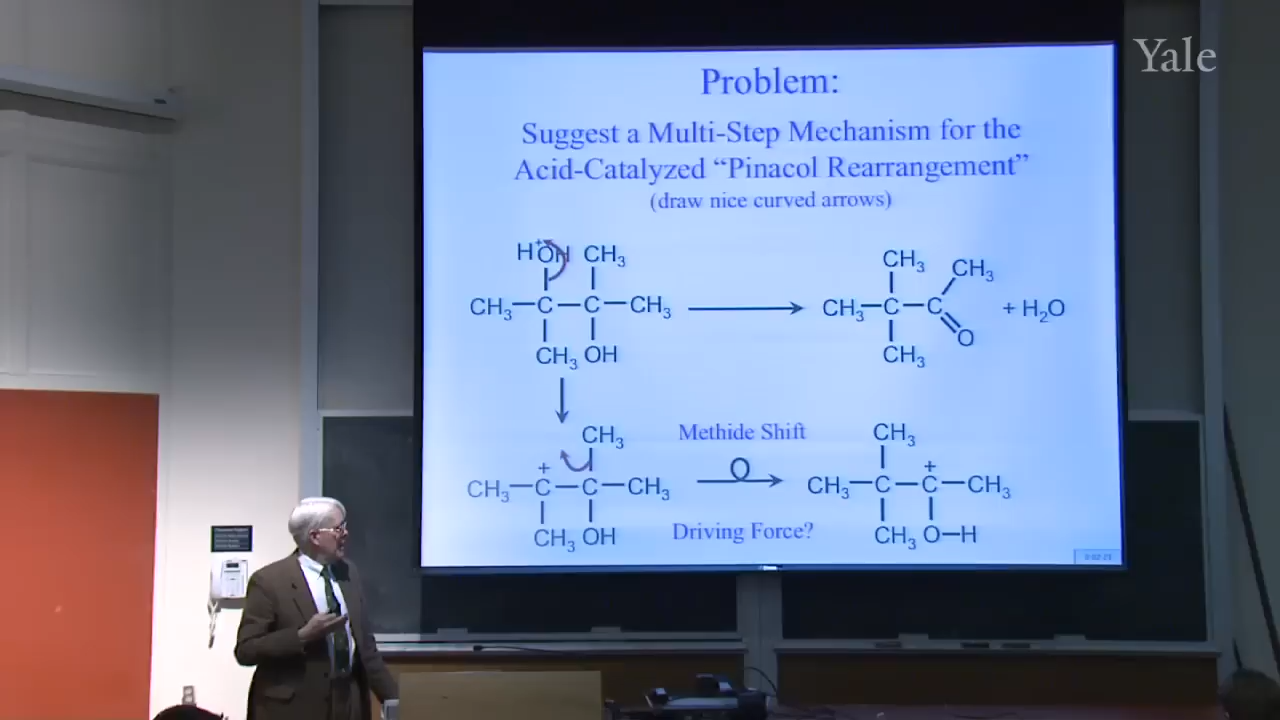 Yale
Problem:
Suggest a Multi-Step Mechanism for the
Acid-Catalyzed “Pinacol Rearrangement”
(draw nice curved arrows)
HOH+ CH3
CH3—C—C—CH3
CH3 OH
CH3 CH3
CH3—C—C + H2O
CH3 O
CH3
+
CH3—C—C—CH3
CH3 OH
Methide Shift
Driving Force?
CH3
+
CH3—C—C—CH3
CH3 O—H